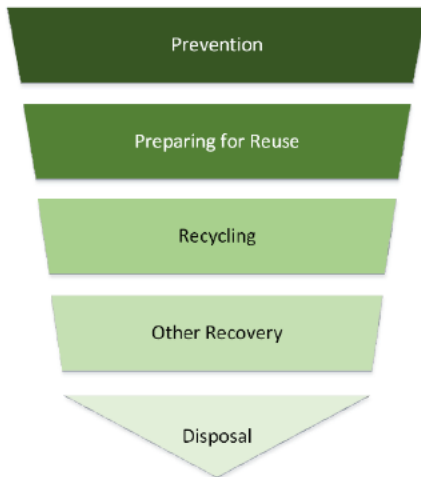 Prevention
Preparing for Reuse
Recycling
Other Recovery
Disposal